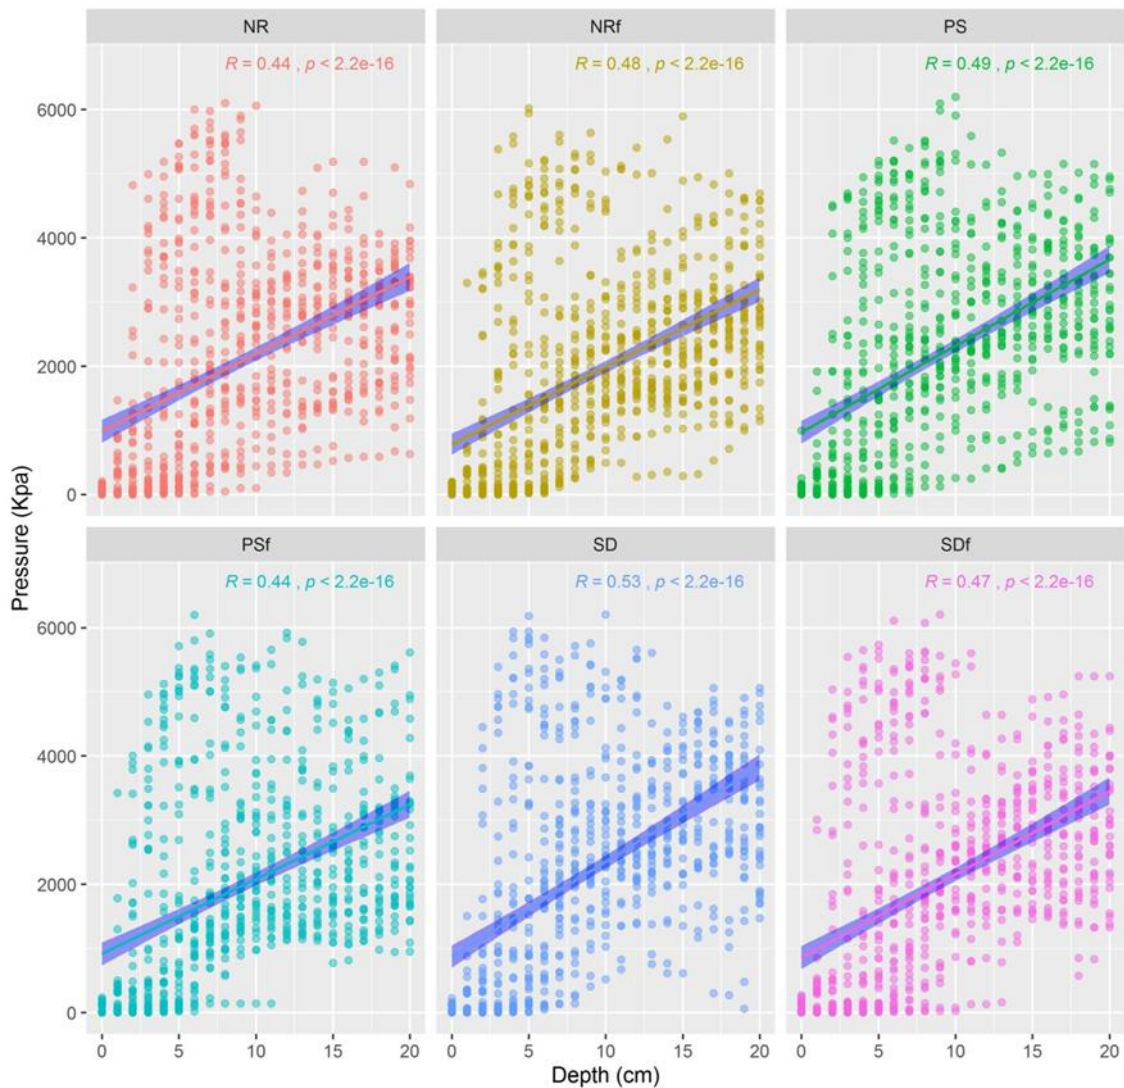 NR NRf PS
R = 0.44 , p < 2.2e-16 R = 0.48 , p < 2.2e-16 R = 0.49 , p < 2.2e-16
6000
4000
2000
0
Pressure (Kpa)
PSf SD SDf
R = 0.44 , p < 2.2e-16 R = 0.53 , p < 2.2e-16 R = 0.47 , p < 2.2e-16
6000
4000
2000
0
0 5 10 15 20 0 5 10 15 20 0 5 10 15 20
Depth (cm)